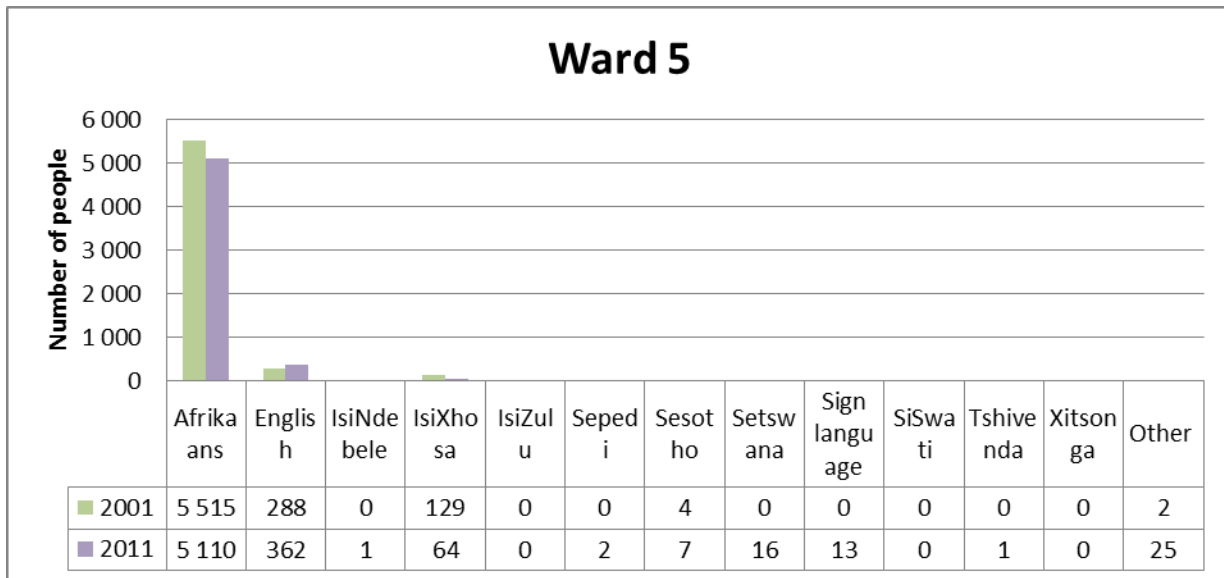 Ward 5
Number of people
6 000
5 000
4 000
3 000
2 000
1 000
0
Afrika
ans
Englis
h
IsiNde
bele
IsiXho
sa
IsiZul
u
Seped
i
Sesot
ho
Setsw
ana
Sign
langu
age
SiSwa
ti
Tshive
nda
Xitson
ga
Other
2001 5 515 288 0 129 0 0 4 0 0 0 0 0 2
2011 5 110 362 1 64 0 2 7 16 13 0 1 0 25